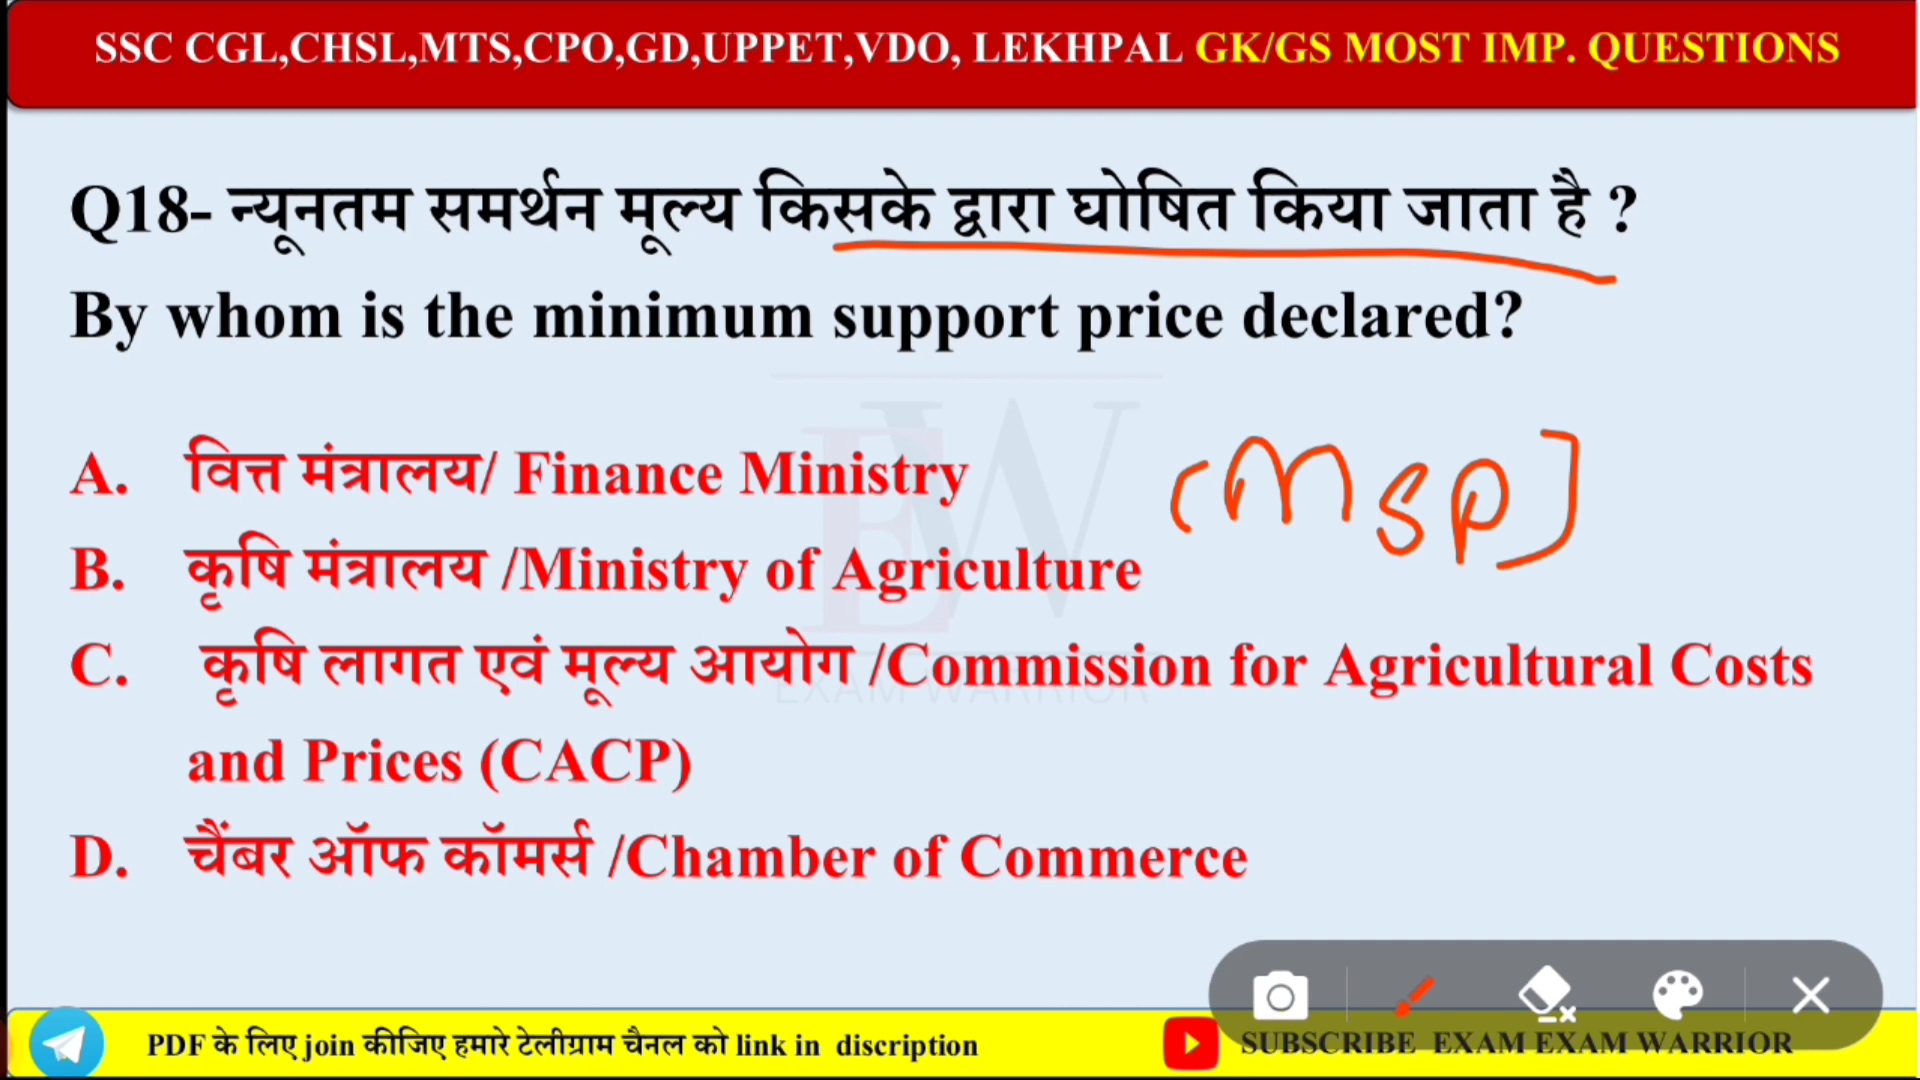 SSC CGL,CHSL,MTS,CPO,GD,UPPET,VDO, LEKHPAL GK/GS MOST IMP. QUESTIONS
Q18- न्यूनतम समर्थन मूल्य किसके द्वारा घोषित किया जाता है ?
By whom is the minimum support price declared?
A. वित्त मंत्रालय/ Finance Ministry
(MSP]
B. कृषि मंत्रालय /Ministry of Agriculture
C. कृषि लागत एवं मूल्य आयोग /Commission for Agricultural Costs
and Prices (CACP)
D. चैंबर ऑफ कॉमर्स /Chamber of Commerce
EW
EXAM WARRIOR
PDF के लिए join कीजिए हमारे टेलीग्राम चैनल को link in discription
SUBSCRIBE EXAM EXAM WARRIOR